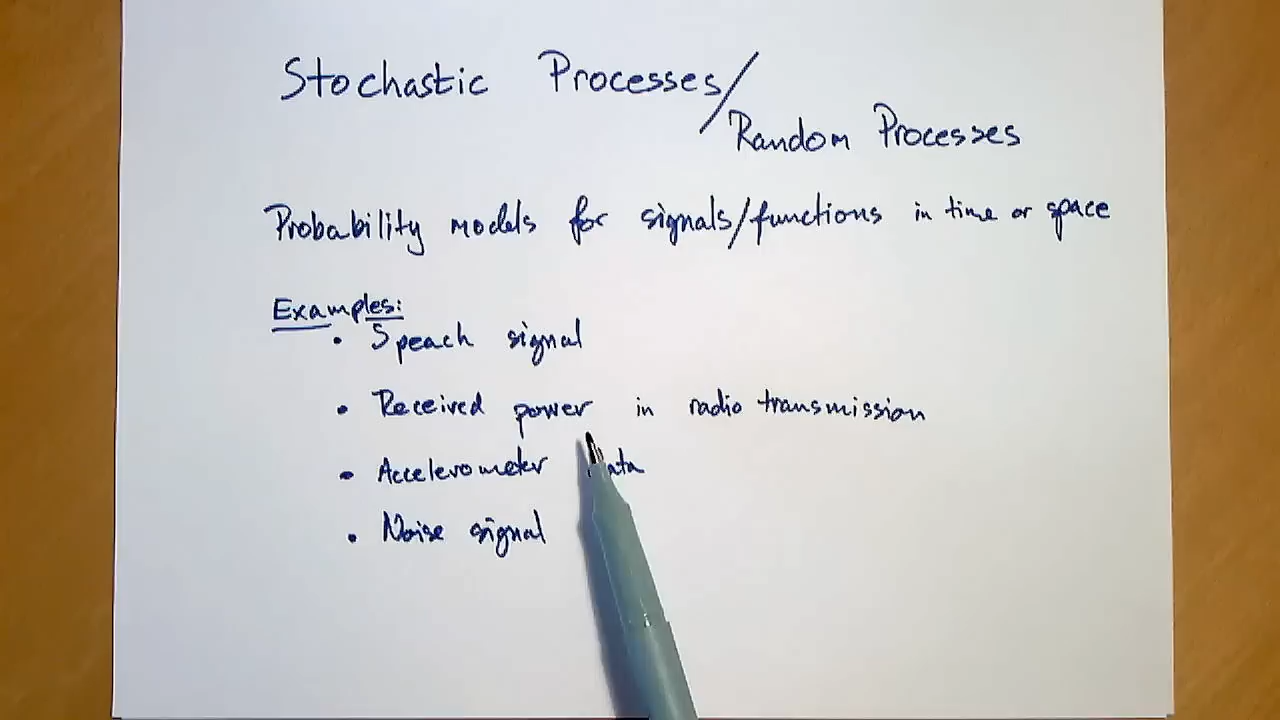 Stochastic Processes/
Random Processes
Probability models for signals/functions in time or space
Examples:
• Speach signal
• Received power in radio transmission
• Accelerometer data
• Noise signal